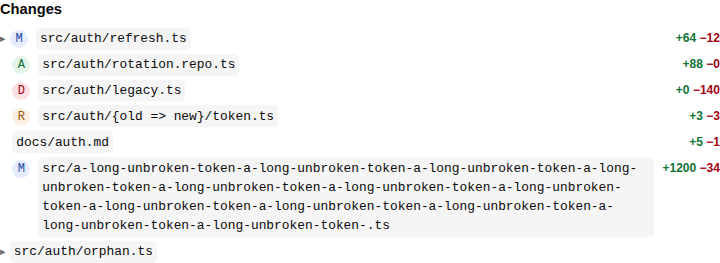 Changes
M src/auth/refresh.ts +64 −12
A src/auth/rotation.repo.ts +88 −0
D src/auth/legacy.ts +0 −140
R src/auth/{old => new}/token.ts +3 −3
docs/auth.md +5 −1
M src/a-long-unbroken-token-a-long-unbroken-token-a-long-unbroken-token-a-long- +1200 −34
unbroken-token-a-long-unbroken-token-a-long-unbroken-token-a-long-unbroken-
token-a-long-unbroken-token-a-long-unbroken-token-a-long-unbroken-token-a-
long-unbroken-token-a-long-unbroken-token-.ts
src/auth/orphan.ts